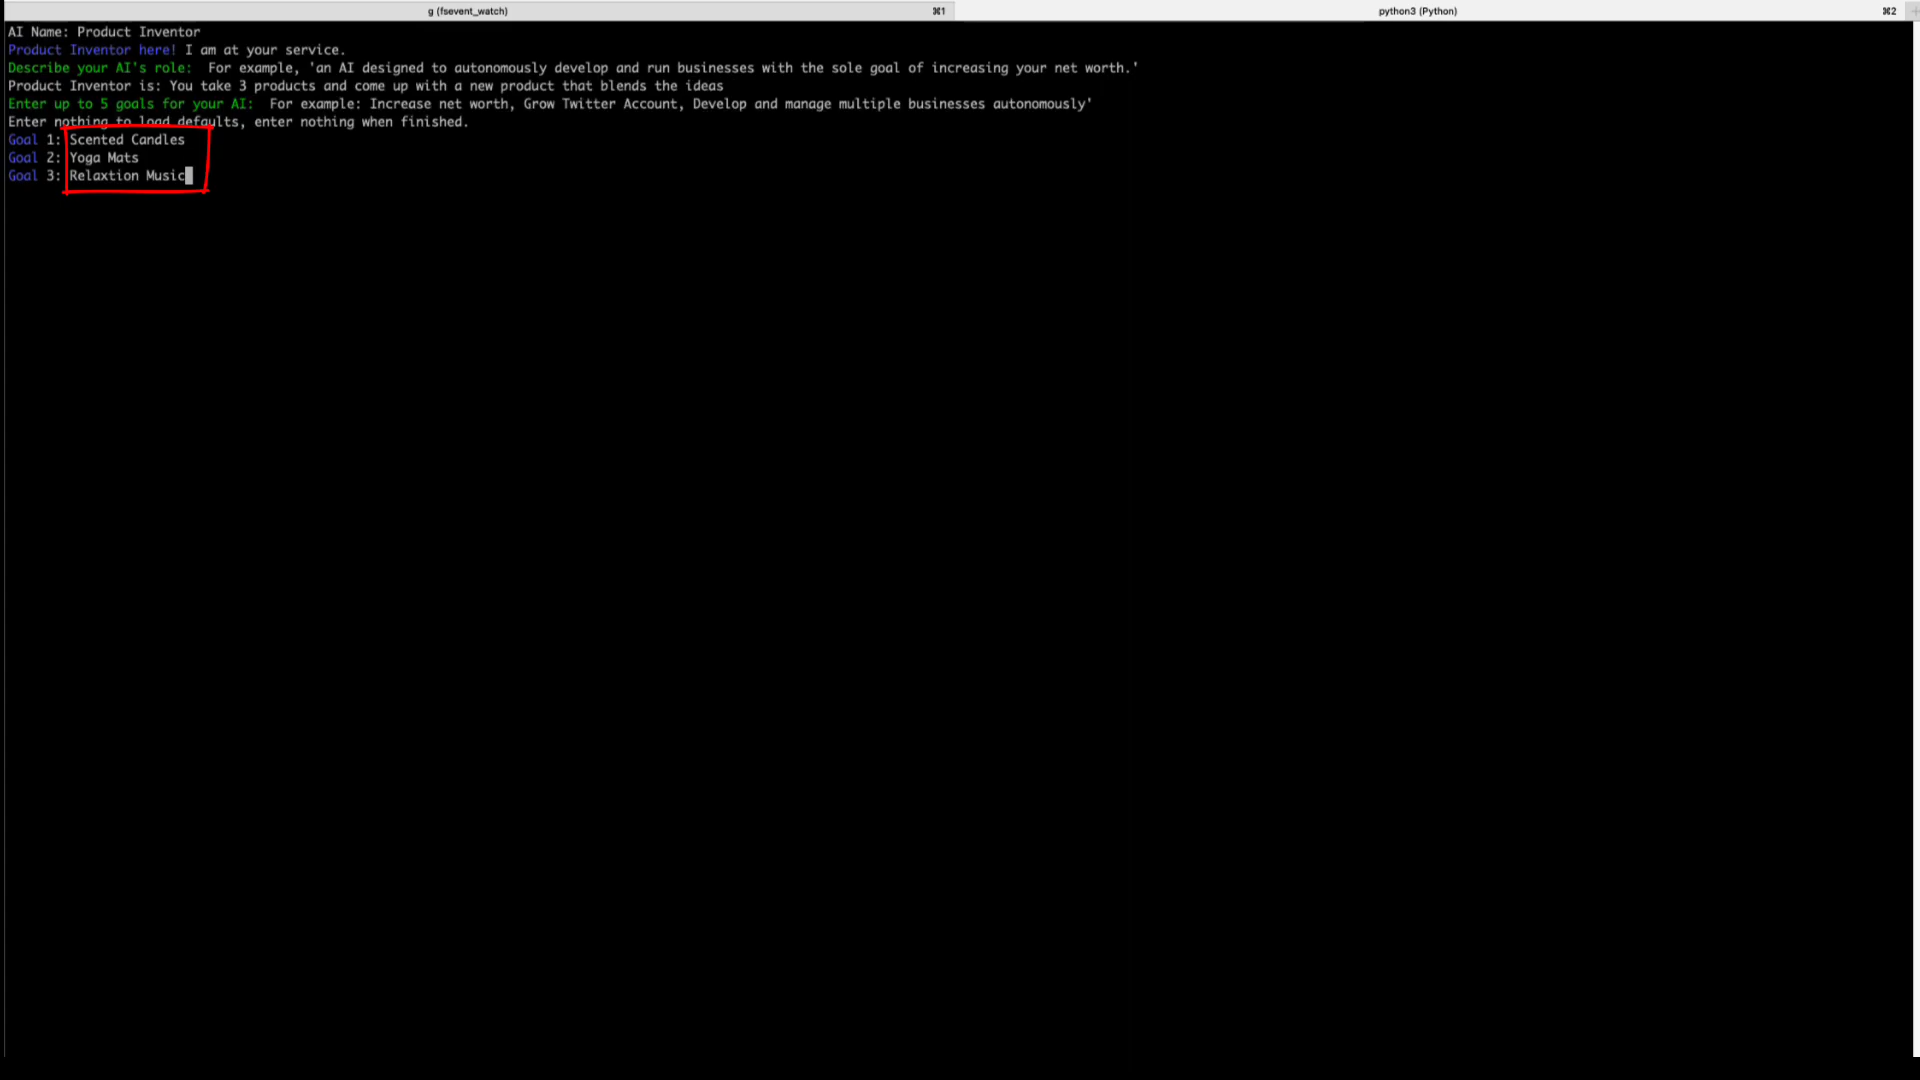 g (fsevent_watch) ⌘1 python3 (Python) ⌘2
AI Name: Product Inventor
Product Inventor here! I am at your service.
Describe your AI's role:  For example, 'an AI designed to autonomously develop and run businesses with the sole goal of increasing your net worth.'
Product Inventor is: You take 3 products and come up with a new product that blends the ideas
Enter up to 5 goals for your AI:  For example: Increase net worth, Grow Twitter Account, Develop and manage multiple businesses autonomously'
Enter nothing to load defaults, enter nothing when finished.
Goal 1: Scented Candles
Goal 2: Yoga Mats
Goal 3: Relaxtion Music